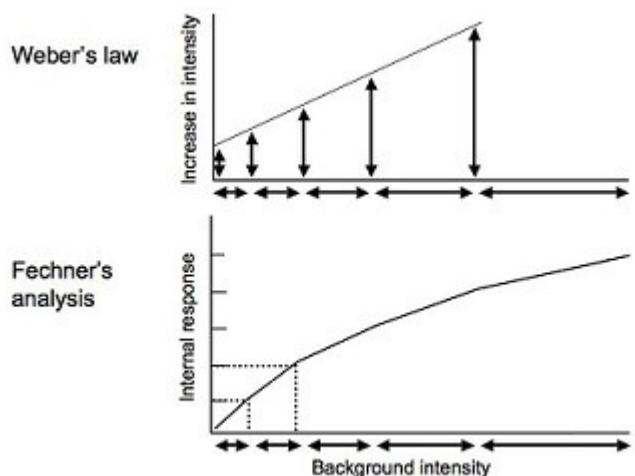 Weber's law
Increase in intensity
Fechner's
analysis
Internal response
Background intensity